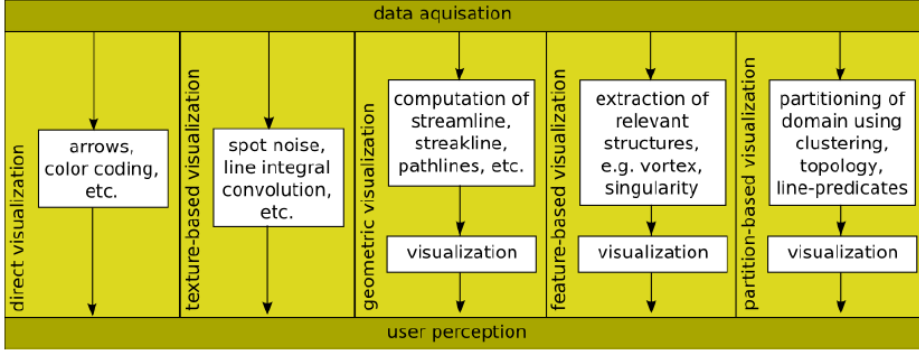 data aquisation
direct visualization
arrows,
color coding,
etc.
texture-based visualization
spot noise,
line integral
convolution,
etc.
geometric visualization
computation of
streamline,
streakline,
pathlines, etc.
visualization
feature-based visualization
extraction of
relevant
structures,
e.g. vortex,
singularity
visualization
partition-based visualization
partitioning of
domain using
clustering,
topology,
line-predicates
visualization
user perception